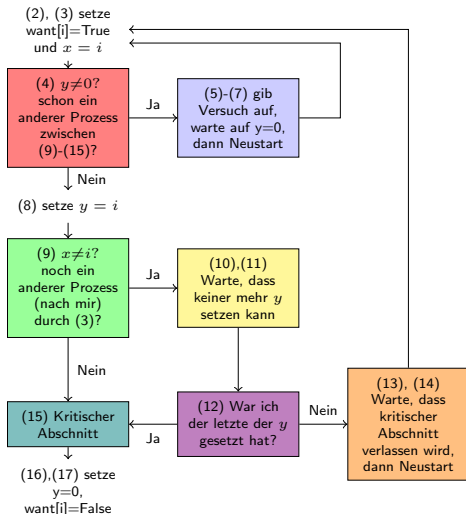 (2), (3) setze
want[i]=True
und x = i
(4) y≠0?
schon ein
anderer Prozess
zwischen
(9)-(15)?
Ja
(5)-(7) gib
Versuch auf,
warte auf y=0,
dann Neustart
Nein
(8) setze y = i
(9) x≠i?
noch ein
anderer Prozess
(nach mir)
durch (3)?
Ja
(10),(11)
Warte, dass
keiner mehr y
setzen kann
Nein
(15) Kritischer
Abschnitt
Ja
(12) War ich
der letzte der y
gesetzt hat?
Nein
(13), (14)
Warte, dass
kritischer
Abschnitt
verlassen wird,
dann Neustart
(16),(17) setze
y=0,
want[i]=False